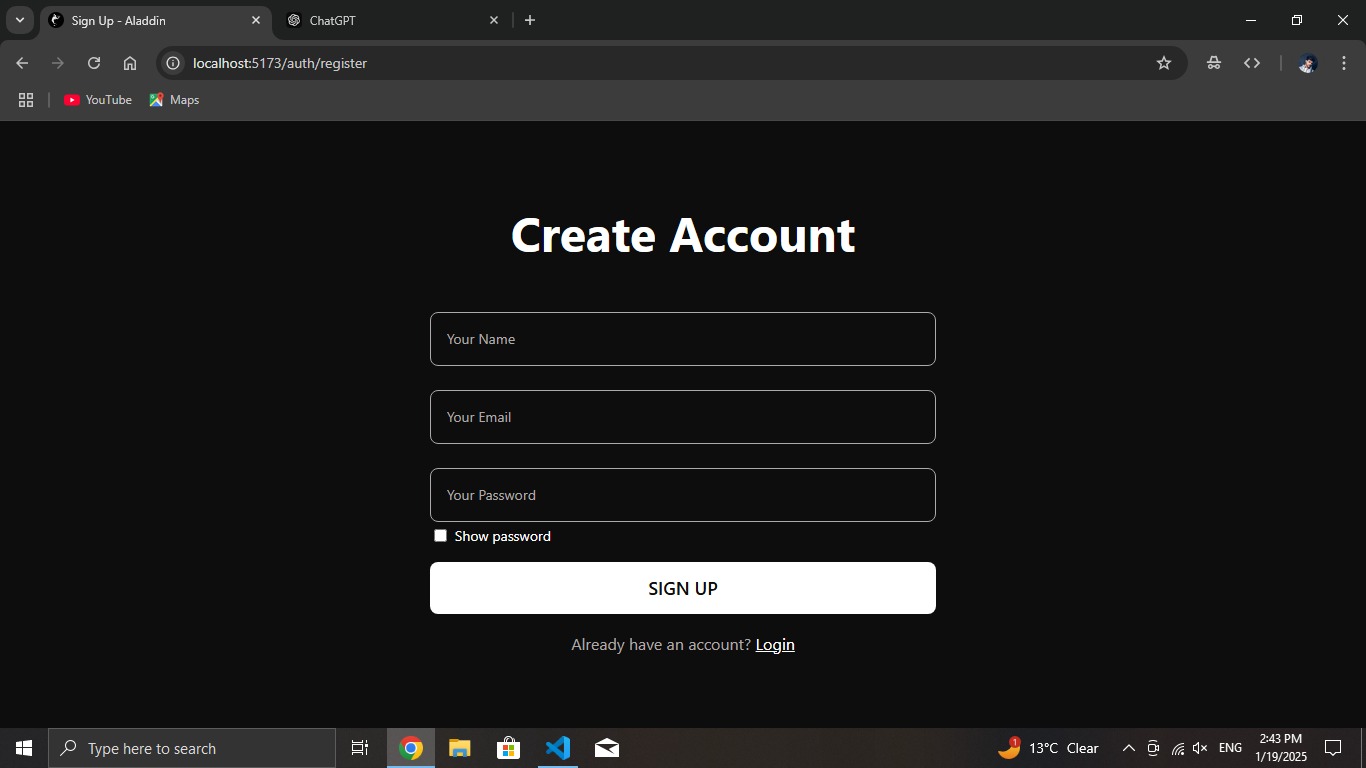 Sign Up - Aladdin
ChatGPT
localhost:5173/auth/register
YouTube
Maps
Create Account
Your Name
Your Email
Your Password
Show password
SIGN UP
Already have an account? Login
Type here to search
1
13°C Clear
ENG
2:43 PM
1/19/2025